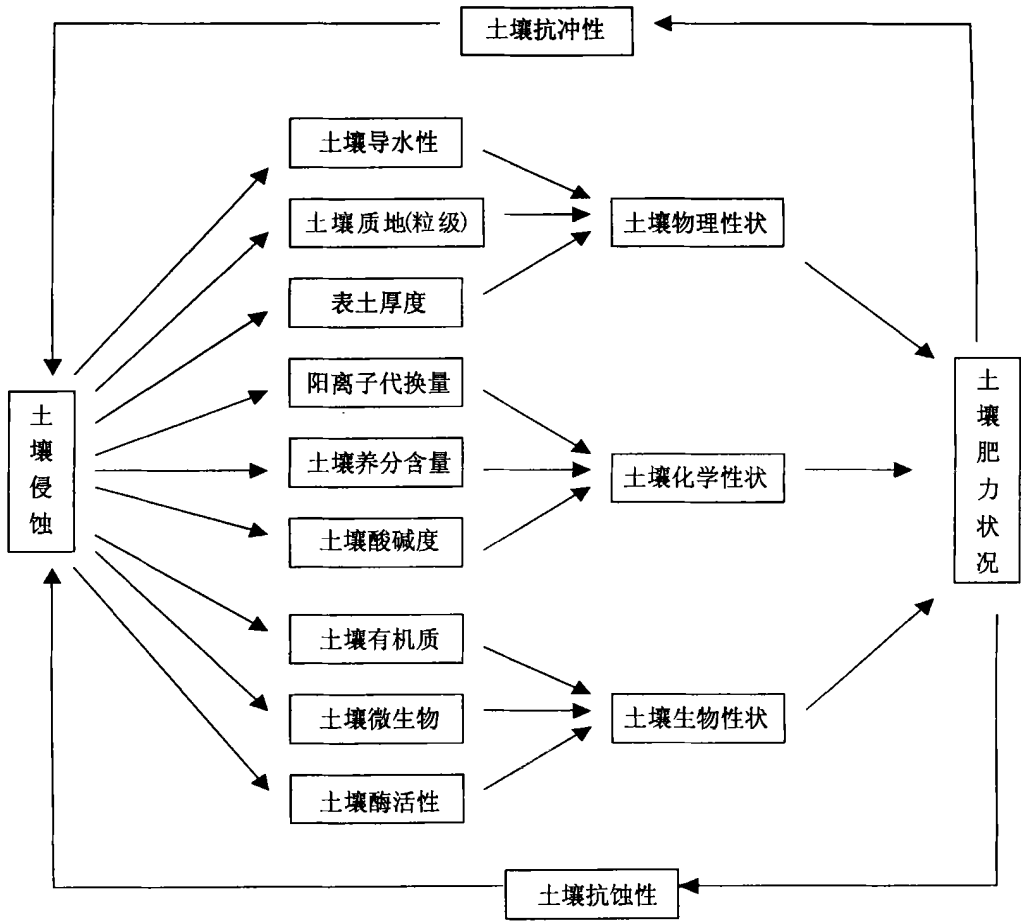 土壤抗冲性
土壤导水性
土壤质地(粒级)
土壤物理性状
表土厚度
阳离子代换量
土壤侵蚀
土壤养分含量
土壤化学性状
土壤肥力状况
土壤酸碱度
土壤有机质
土壤微生物
土壤生物性状
土壤酶活性
土壤抗蚀性